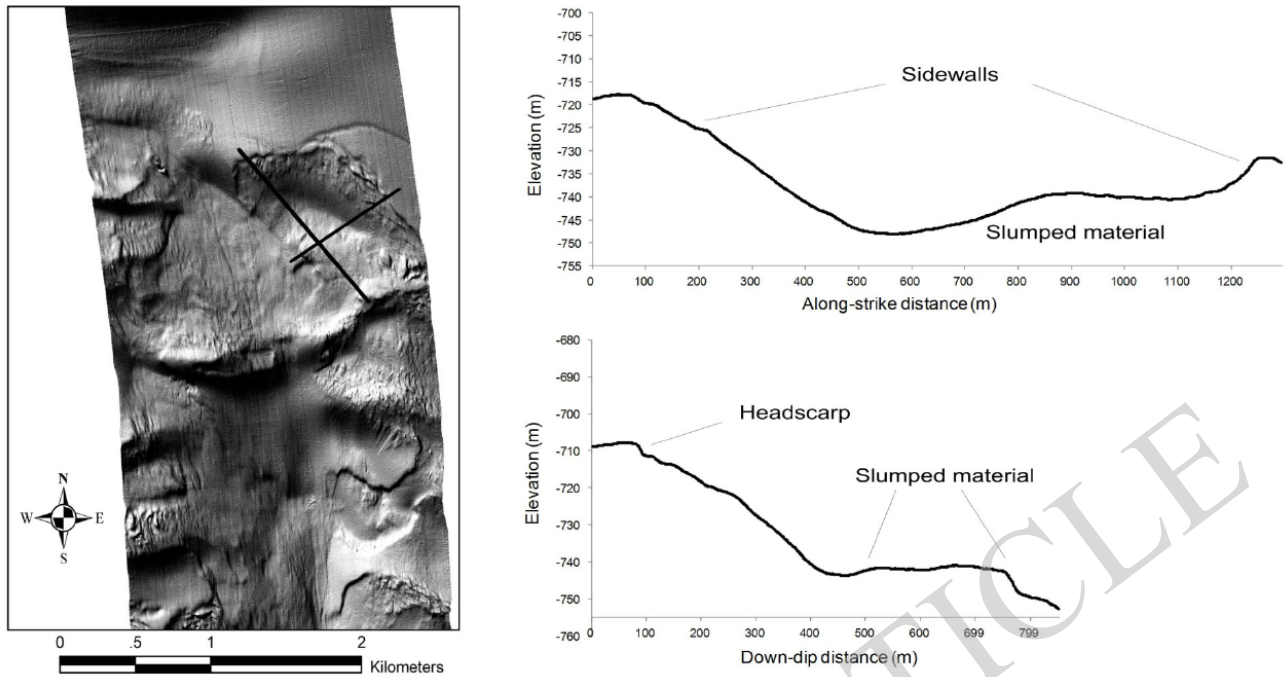 N
W E
S
0 .5 1 2
Kilometers
-700
-705
-710
-715
-720
-725
-730
-735
-740
-745
-750
-755
Elevation (m)
Sidewalls
Slumped material
0 100 200 300 400 500 600 700 800 900 1000 1100 1200
Along-strike distance (m)
-680
-690
-700
-710
-720
-730
-740
-750
-760
Elevation (m)
Headscarp
Slumped material
0 100 200 300 400 500 600 699 799
Down-dip distance (m)
TICLE